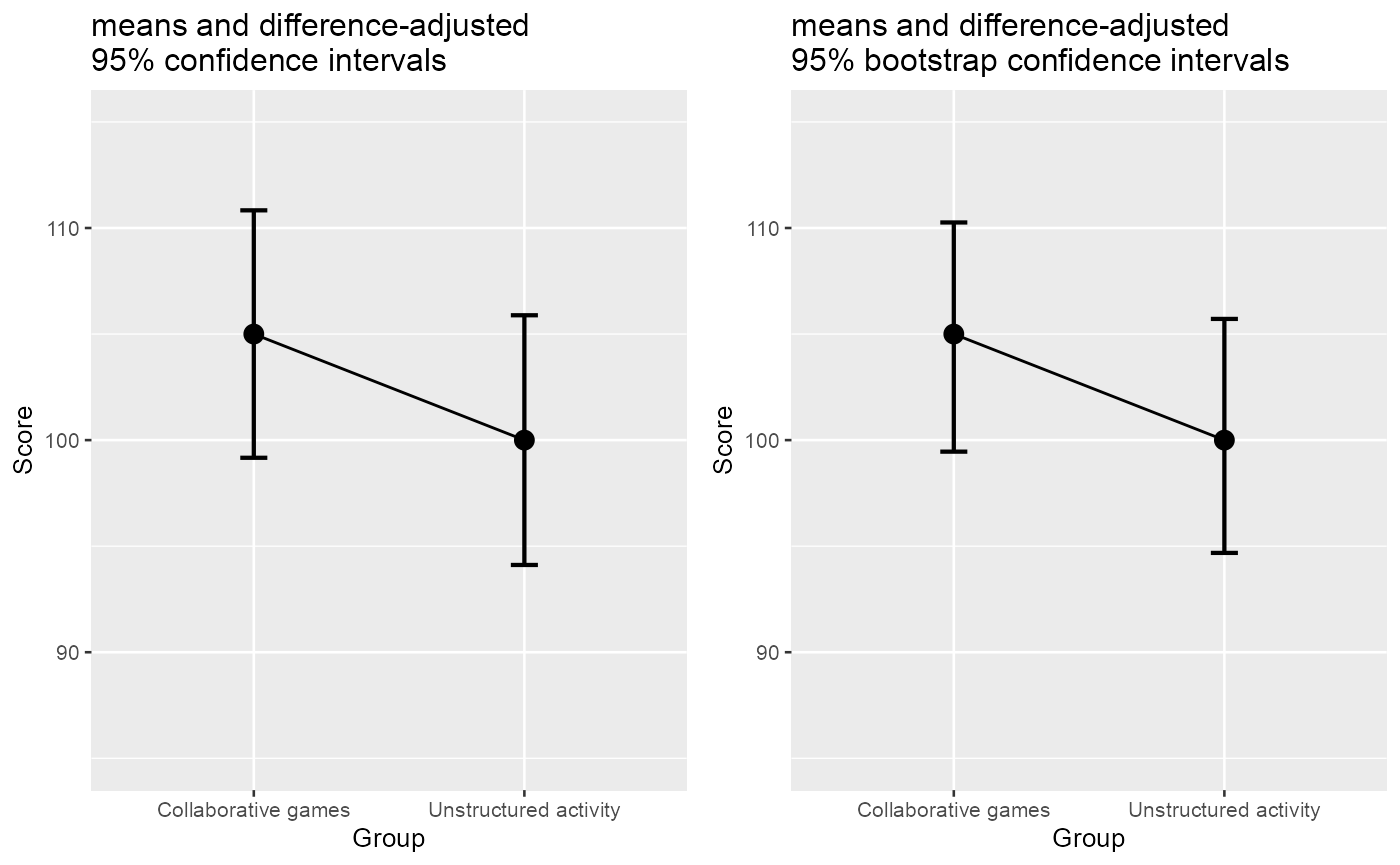 means and difference-adjusted
95% confidence intervals
110
100
90
Score
Collaborative games
Unstructured activity
Group
means and difference-adjusted
95% bootstrap confidence intervals
110
100
90
Score
Collaborative games
Unstructured activity
Group